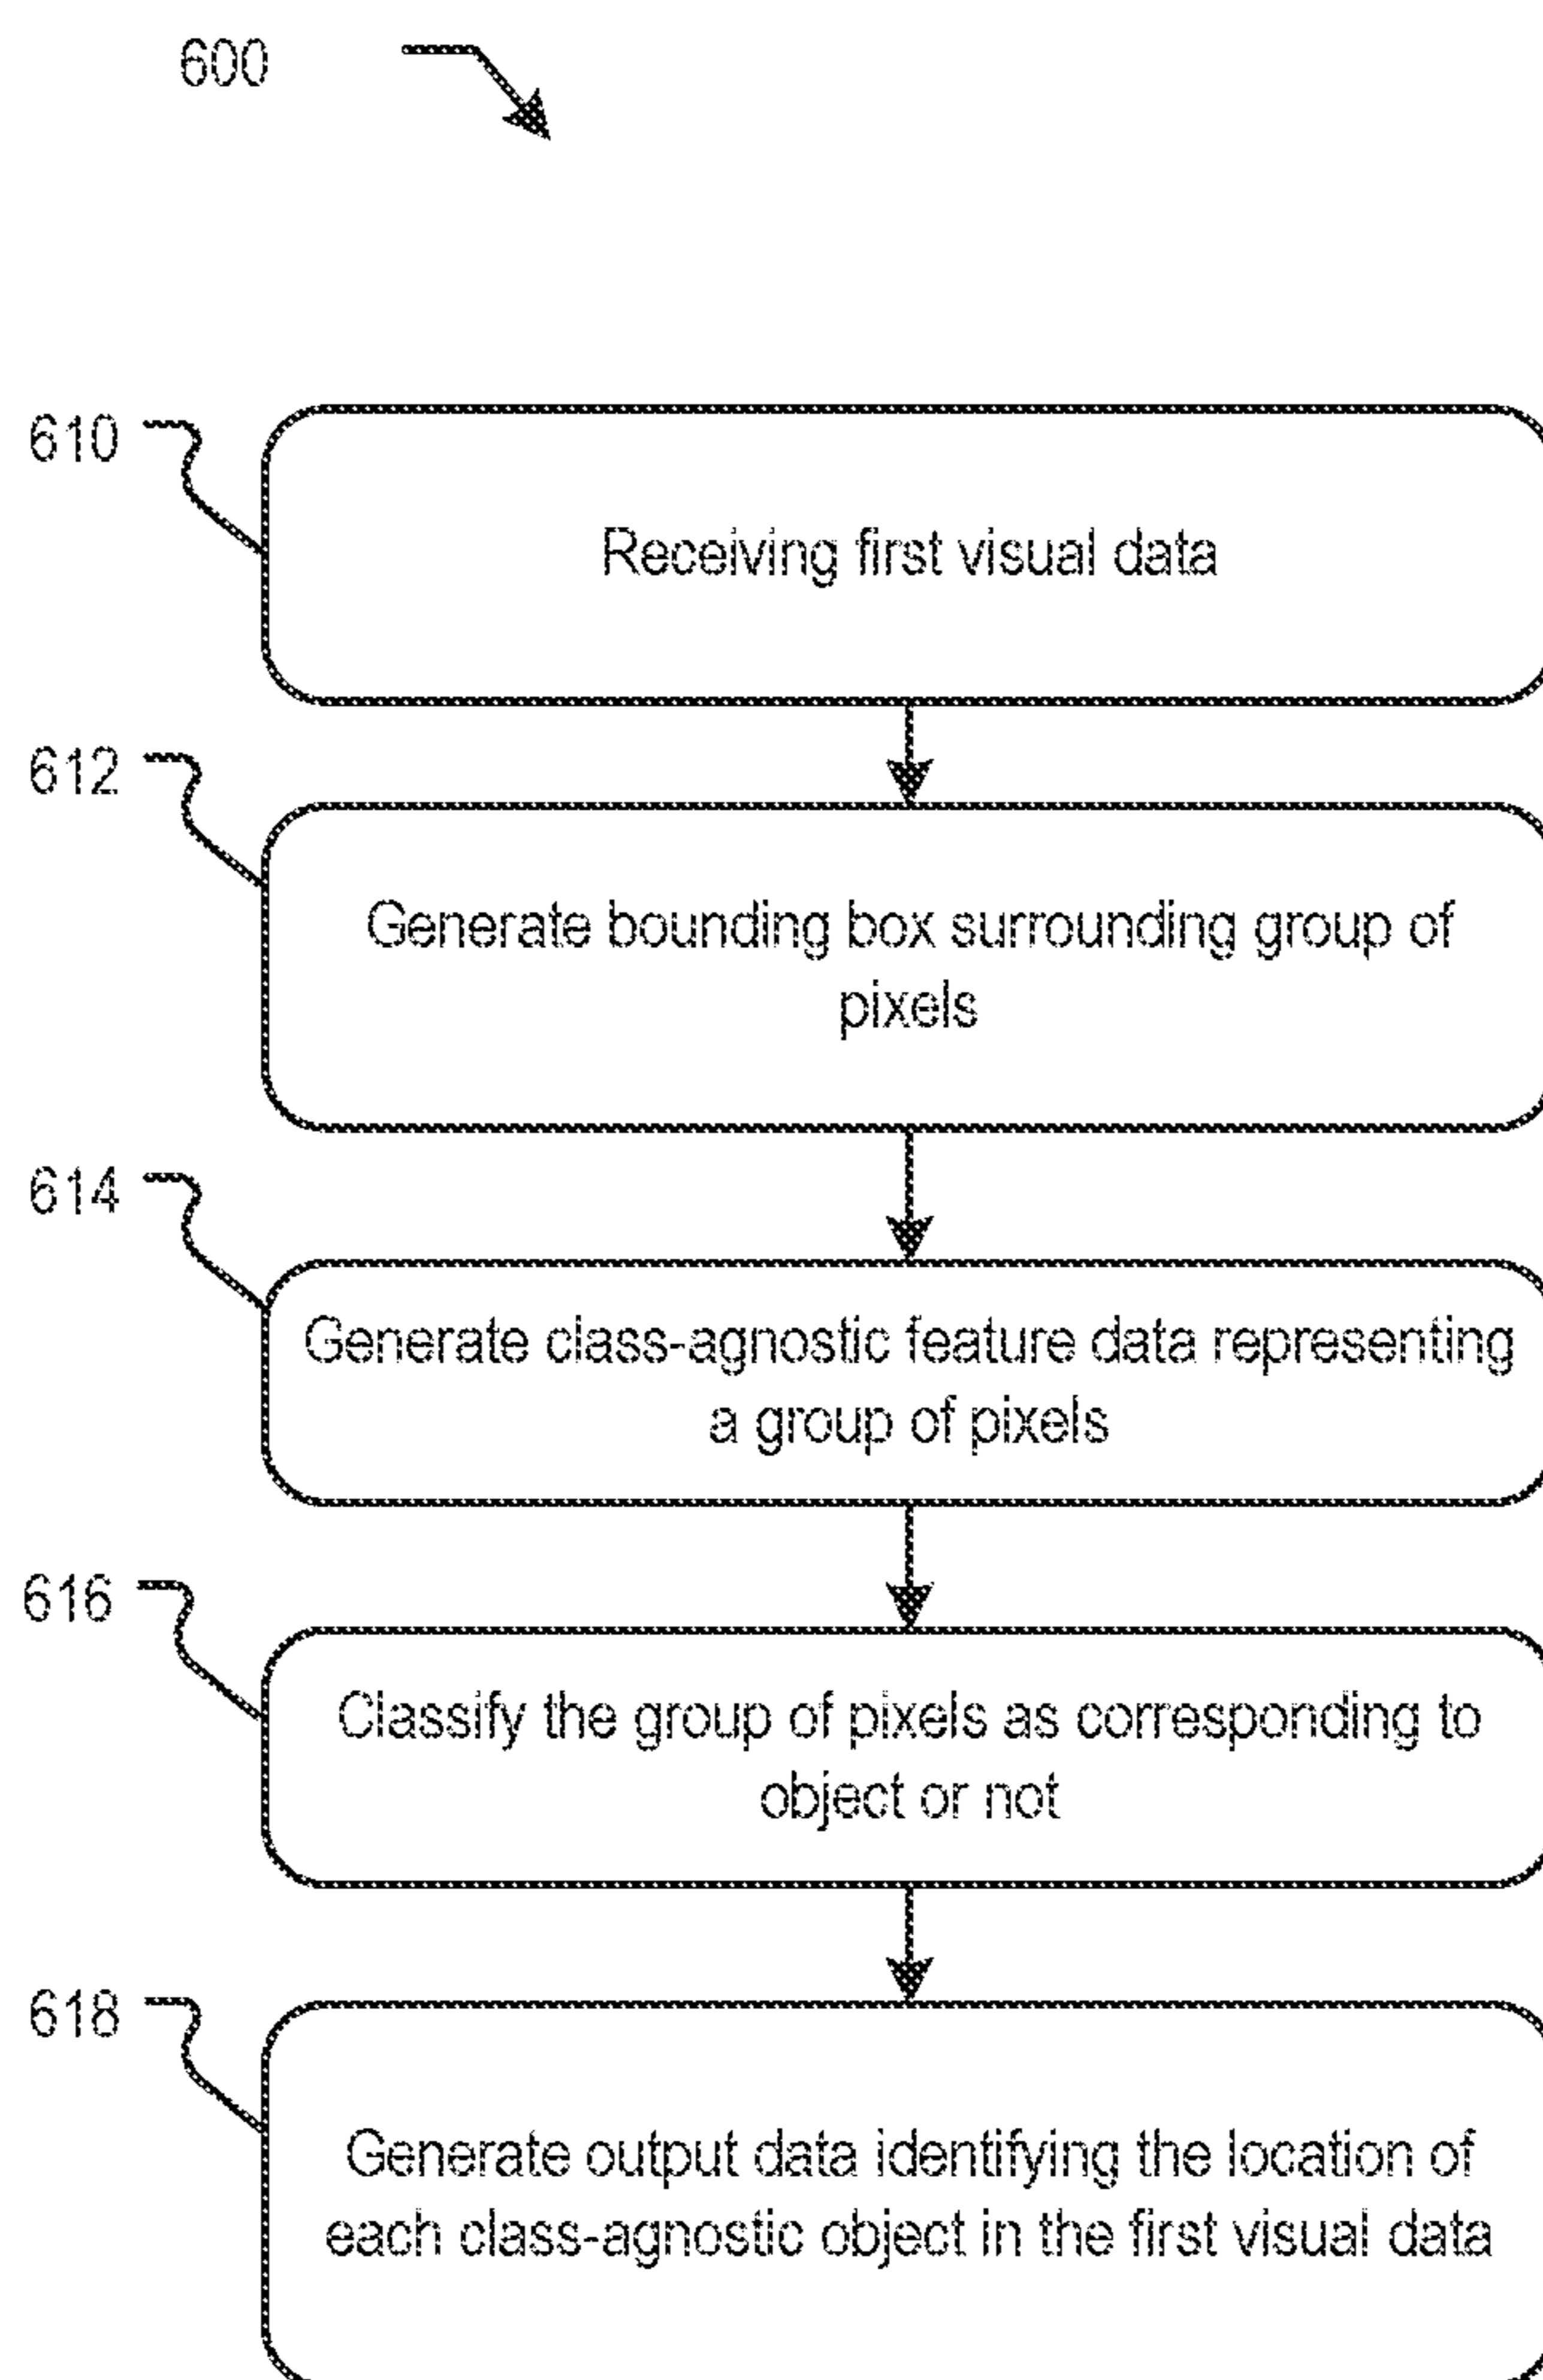 600
610
Receiving first visual data
612
Generate bounding box surrounding group of
pixels
614
Generate class-agnostic feature data representing
a group of pixels
616
Classify the group of pixels as corresponding to
object or not
618
Generate output data identifying the location of
each class-agnostic object in the first visual data